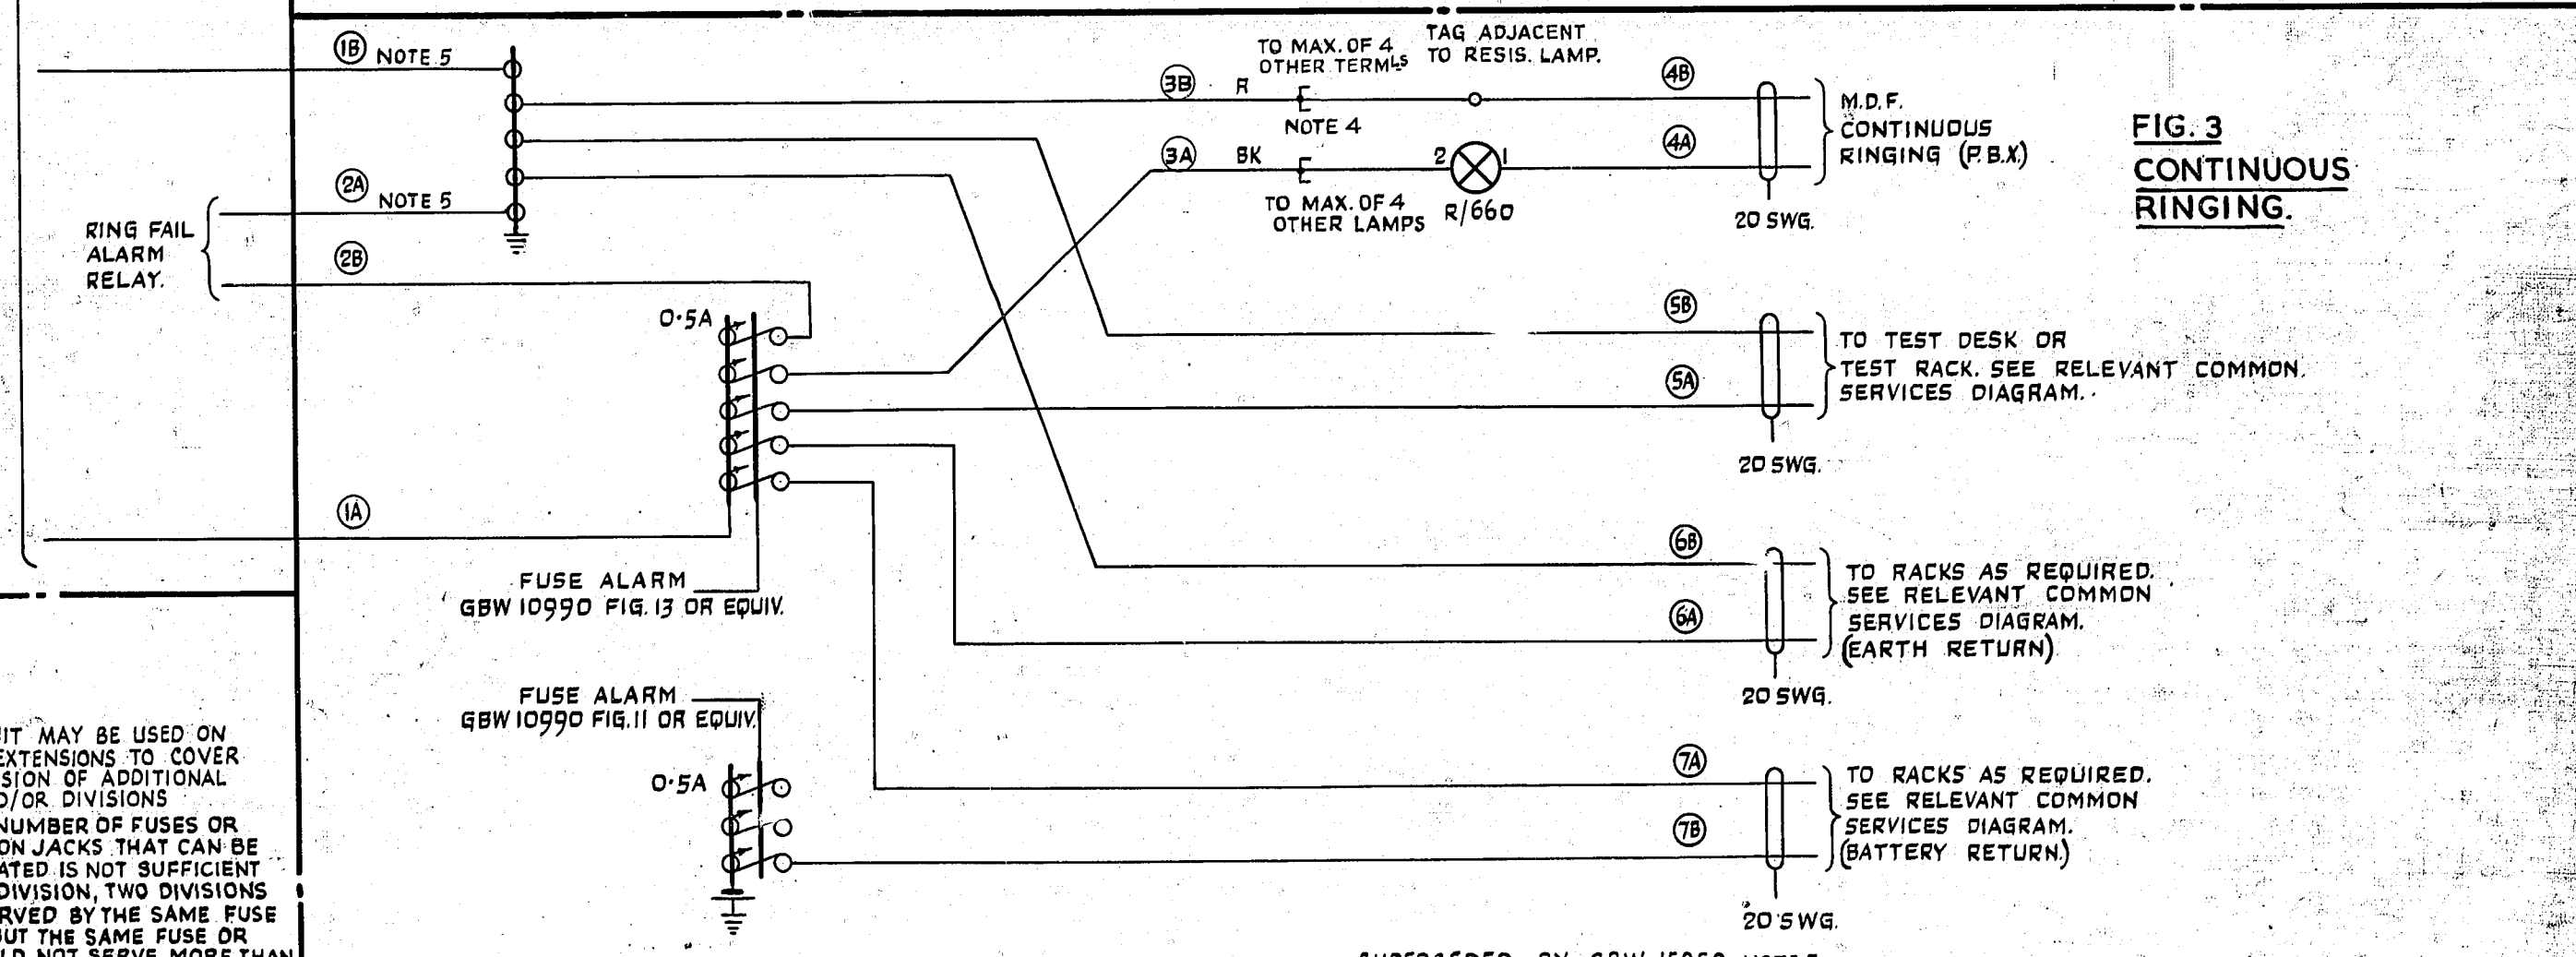 1B NOTE 5
2A NOTE 5
RING FAIL
ALARM
RELAY.
2B
0·5A
1A
FUSE ALARM
GBW 10990 FIG. 13 OR EQUIV.
FUSE ALARM
GBW 10990 FIG. 11 OR EQUIV.
0·5A
3B R
TO MAX. OF 4
OTHER TERMLS
NOTE 4
TAG ADJACENT
TO RESIS. LAMP.
4B
3A BK
TO MAX. OF 4
OTHER LAMPS
2 1
R/660
4A
20 SWG.
M.D.F.
CONTINUOUS
RINGING (P.B.X.)
FIG. 3
CONTINUOUS
RINGING.
5B
5A
20 SWG.
TO TEST DESK OR
TEST RACK. SEE RELEVANT COMMON.
SERVICES DIAGRAM.
6B
6A
20 SWG.
TO RACKS AS REQUIRED.
SEE RELEVANT COMMON
SERVICES DIAGRAM.
(EARTH RETURN)
7A
7B
20 SWG.
TO RACKS AS REQUIRED.
SEE RELEVANT COMMON
SERVICES DIAGRAM.
(BATTERY RETURN.)
MAY BE USED ON
EXTENSIONS TO COVER
OF ADDITIONAL
/OR DIVISIONS
NUMBER OF FUSES OR
JACKS THAT CAN BE
IS NOT SUFFICIENT
DIVISION, TWO DIVISIONS
BY THE SAME FUSE
THE SAME FUSE OR
NOT SERVE MORE THAN